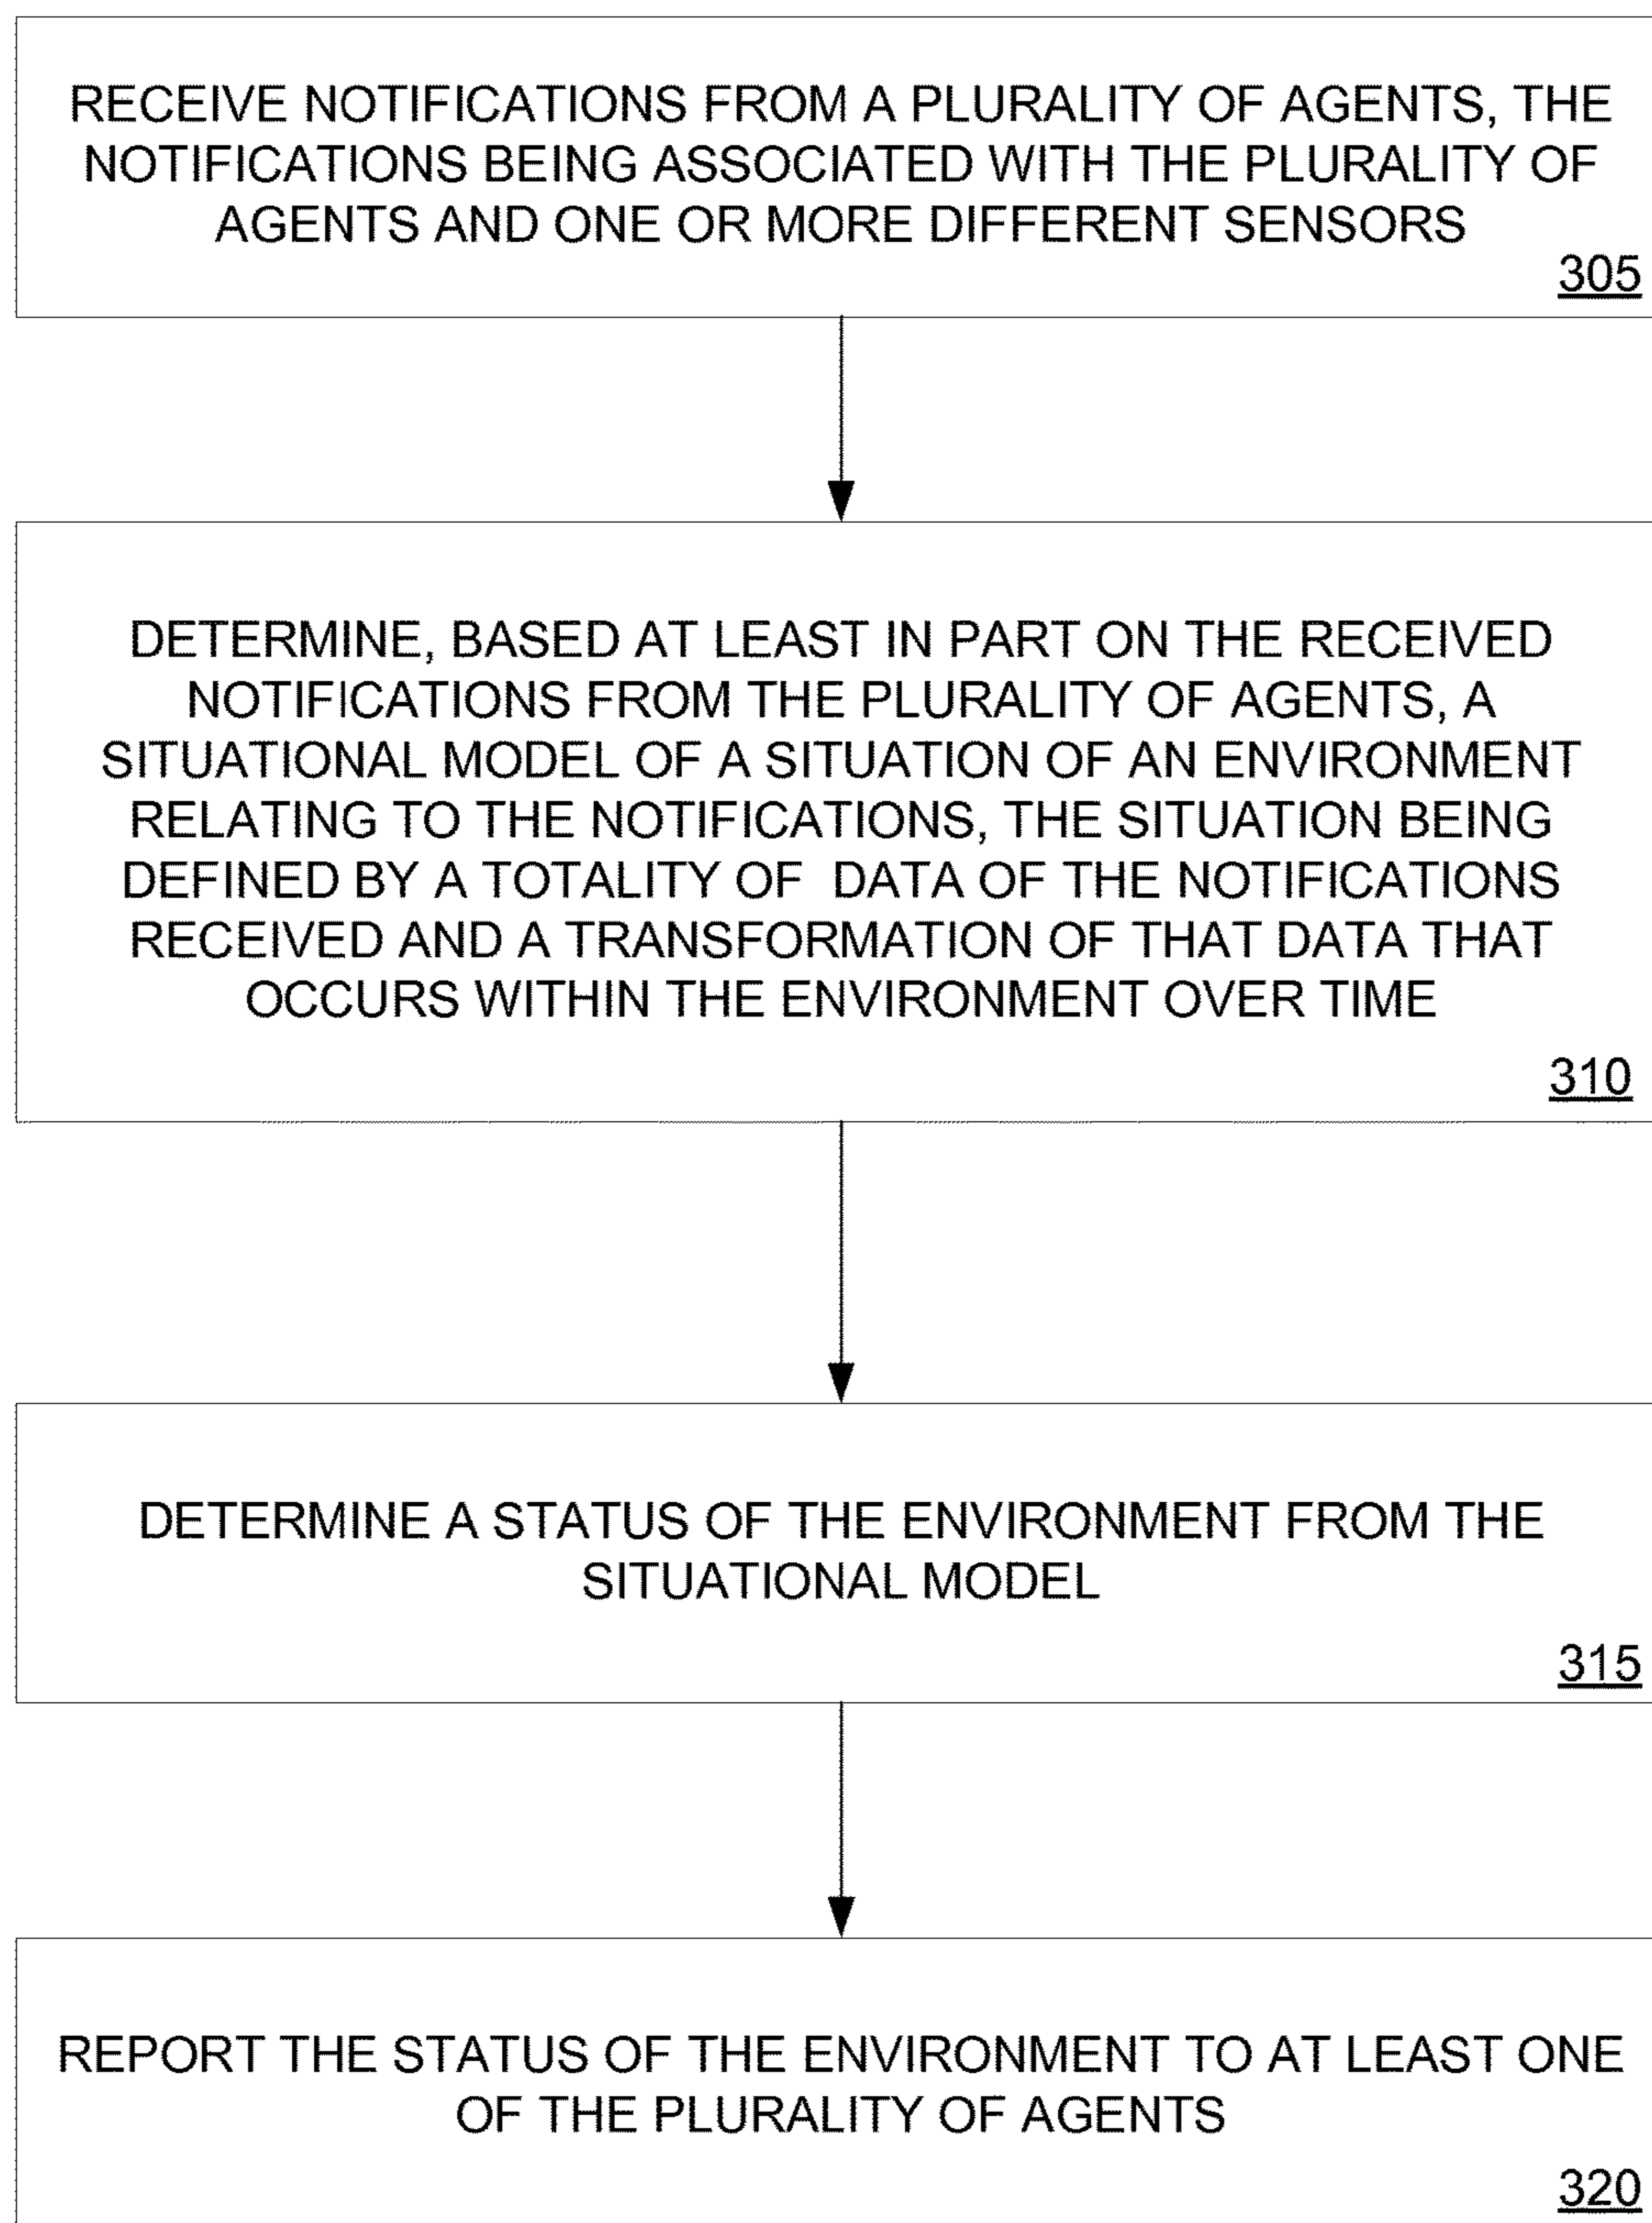 RECEIVE NOTIFICATIONS FROM A PLURALITY OF AGENTS, THE
NOTIFICATIONS BEING ASSOCIATED WITH THE PLURALITY OF
AGENTS AND ONE OR MORE DIFFERENT SENSORS
305
DETERMINE, BASED AT LEAST IN PART ON THE RECEIVED
NOTIFICATIONS FROM THE PLURALITY OF AGENTS, A
SITUATIONAL MODEL OF A SITUATION OF AN ENVIRONMENT
RELATING TO THE NOTIFICATIONS, THE SITUATION BEING
DEFINED BY A TOTALITY OF DATA OF THE NOTIFICATIONS
RECEIVED AND A TRANSFORMATION OF THAT DATA THAT
OCCURS WITHIN THE ENVIRONMENT OVER TIME
310
DETERMINE A STATUS OF THE ENVIRONMENT FROM THE
SITUATIONAL MODEL
315
REPORT THE STATUS OF THE ENVIRONMENT TO AT LEAST ONE
OF THE PLURALITY OF AGENTS
320